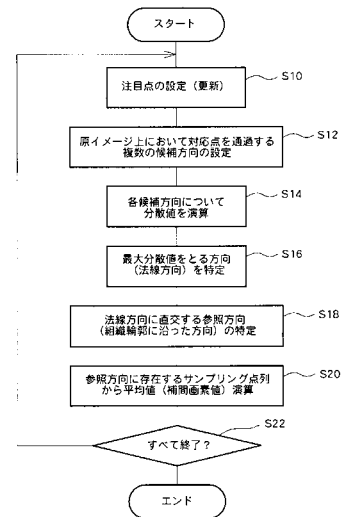 スタート
注目点の設定（更新）
S10
原イメージ上において対応点を通過する
複数の候補方向の設定
S12
各候補方向について
分散値を演算
S14
最大分散値をとる方向
（法線方向）を特定
S16
法線方向に直交する参照方向
（組織輪郭に沿った方向）の特定
S18
参照方向に存在するサンプリング点列
から平均値（補間画素値）演算
S20
すべて終了？
S22
エンド